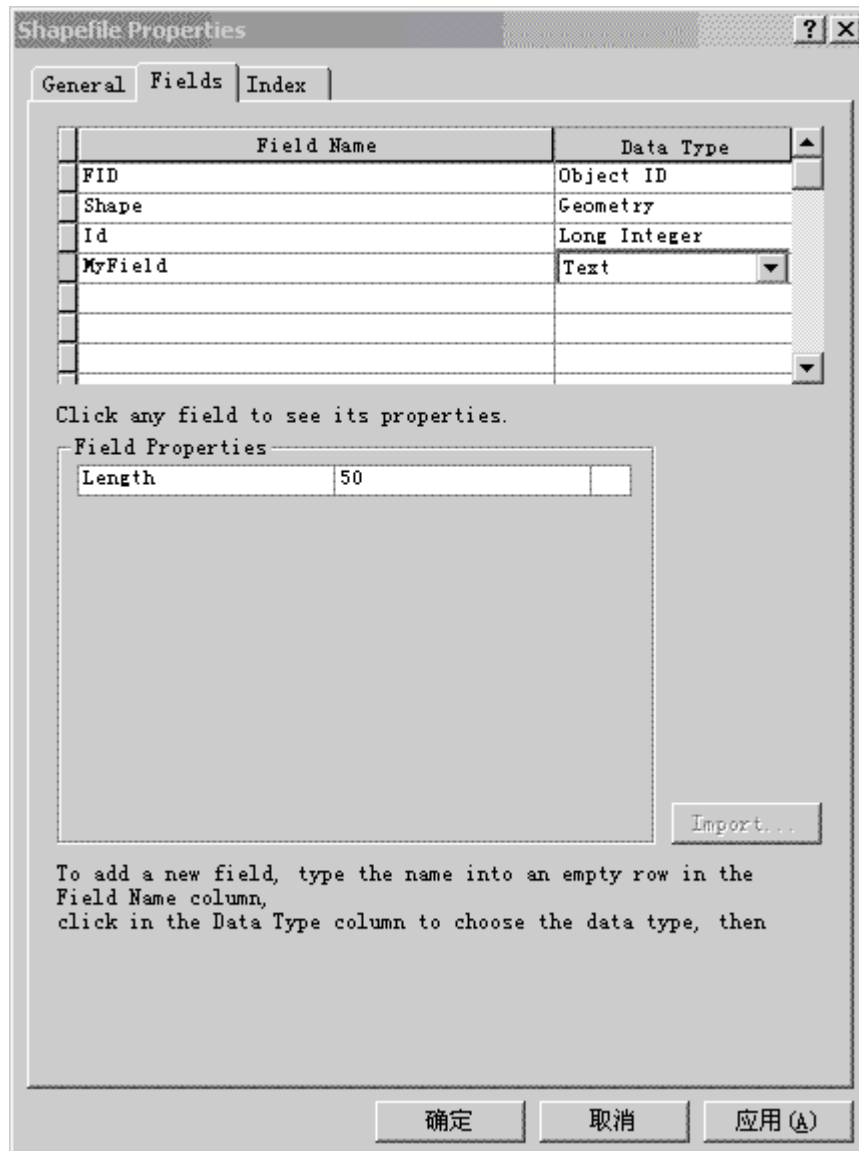 Shapefile Properties
General Fields Index
Field Name Data Type
FID Object ID
Shape Geometry
Id Long Integer
MyField Text
Click any field to see its properties.
Field Properties
Length 50
Import...
To add a new field, type the name into an empty row in the
Field Name column,
click in the Data Type column to choose the data type, then
确定 取消 应用(A)